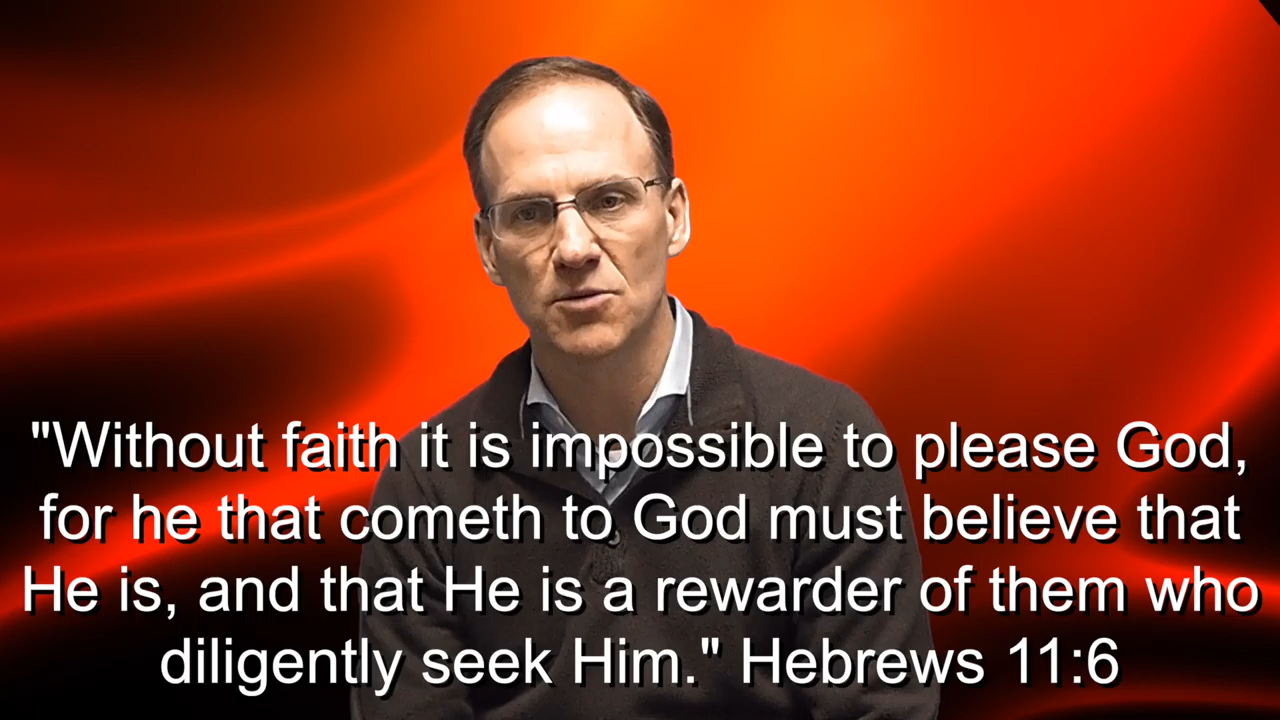 "Without faith it is impossible to please God,
for he that cometh to God must believe that
He is, and that He is a rewarder of them who
diligently seek Him." Hebrews 11:6